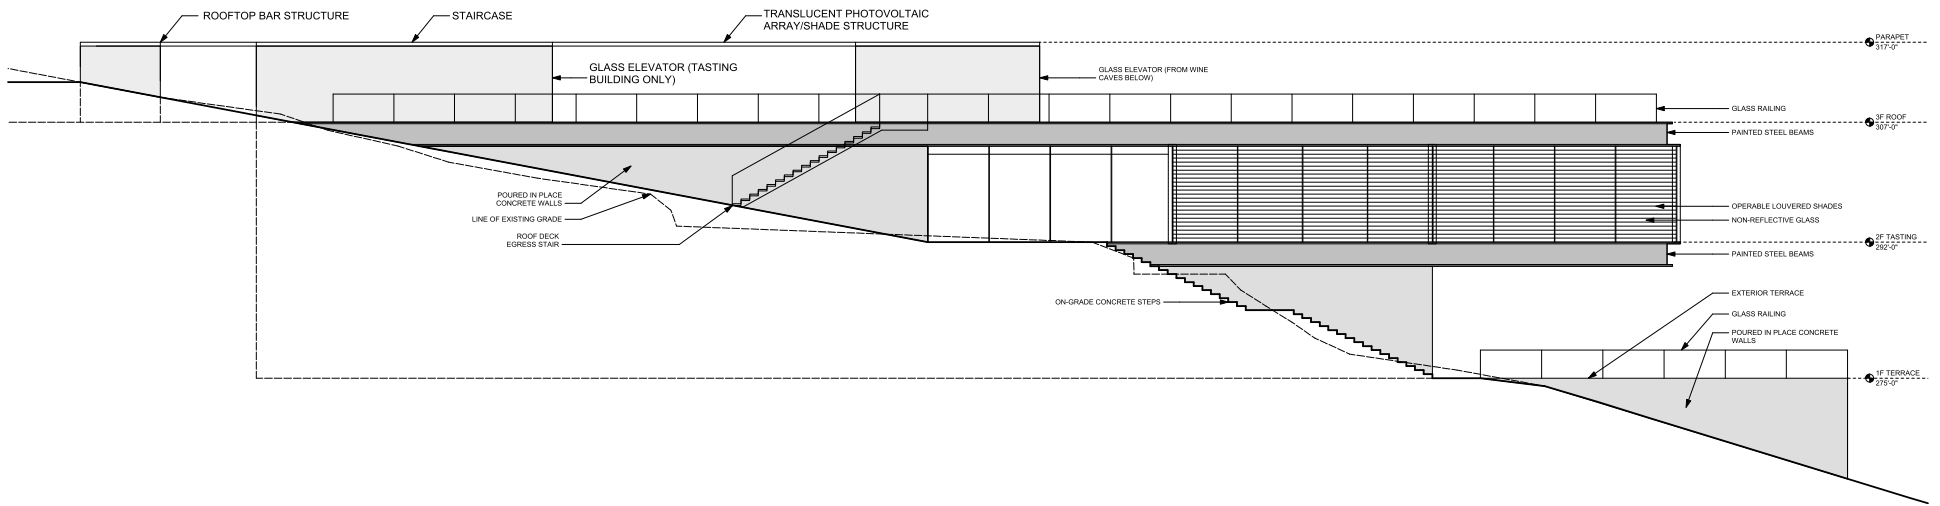 ROOFTOP BAR STRUCTURE
STAIRCASE
TRANSLUCENT PHOTOVOLTAIC
ARRAY/SHADE STRUCTURE
PARAPET
317'-0"
GLASS ELEVATOR (TASTING
BUILDING ONLY)
GLASS ELEVATOR (FROM WINE
CAVES BELOW)
GLASS RAILING
3F ROOF
307'-0"
PAINTED STEEL BEAMS
POURED IN PLACE
CONCRETE WALLS
LINE OF EXISTING GRADE
ROOF DECK
EGRESS STAIR
OPERABLE LOUVERED SHADES
NON-REFLECTIVE GLASS
2F TASTING
292'-0"
PAINTED STEEL BEAMS
ON-GRADE CONCRETE STEPS
EXTERIOR TERRACE
GLASS RAILING
POURED IN PLACE CONCRETE
WALLS
1F TERRACE
275'-0"